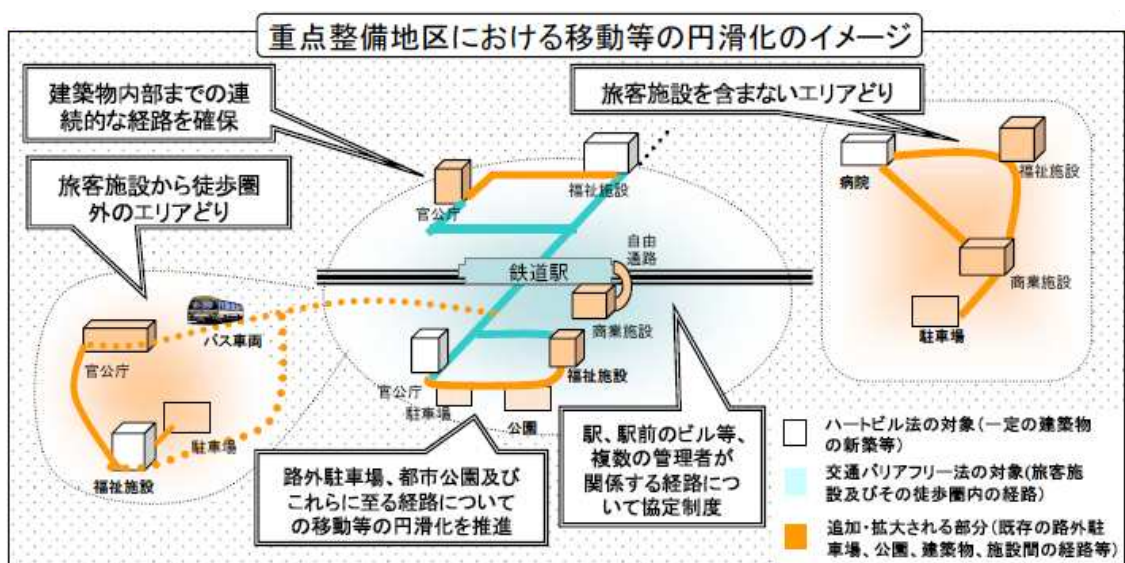 重点整備地区における移動等の円滑化のイメージ
建築物内部までの連
続的な経路を確保
旅客施設を含まないエリアどり
旅客施設から徒歩圏
外のエリアどり
官公庁
福祉施設
病院
福祉施設
自由
通路
鉄道駅
商業施設
商業施設
駐車場
バス車両
官公庁
駐車場
福祉施設
官公庁
駐車場
公園
福祉施設
路外駐車場、都市公園及び
これらに至る経路について
の移動等の円滑化を推進
駅、駅前のビル等、
複数の管理者が
関係する経路につ
いて協定制度
ハートビル法の対象(一定の建築物
の新築等)
交通バリアフリー法の対象(旅客施
設及びその徒歩圏内の経路)
追加・拡大される部分(既存の路外駐
車場、公園、建築物、施設間の経路等)